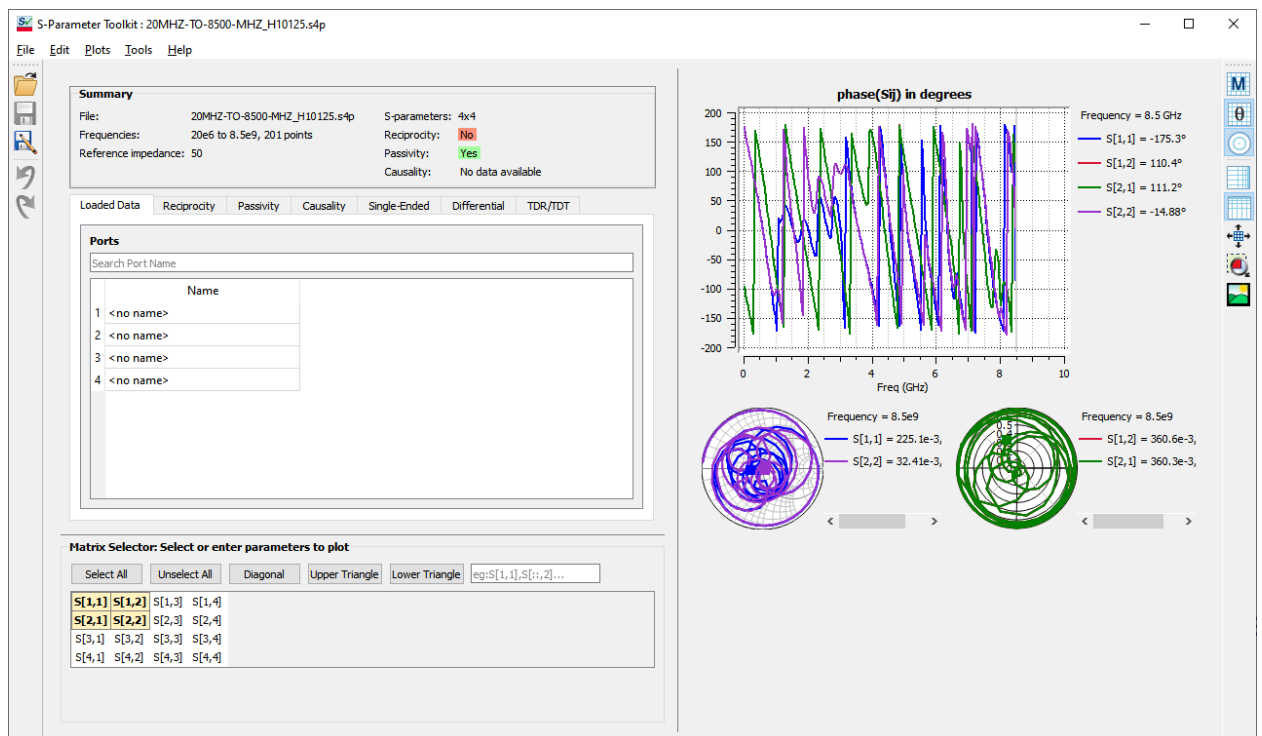 S-Parameter Toolkit : 20MHZ-TO-8500-MHZ_H10125.s4p
File Edit Plots Tools Help
Summary
File: 20MHZ-TO-8500-MHZ_H10125.s4p S-parameters: 4x4
Frequencies: 20e6 to 8.5e9, 201 points Reciprocity: No
Reference impedance: 50 Passivity: Yes
Causality: No data available
Loaded Data Reciprocity Passivity Causality Single-Ended Differential TDR/TDT
Ports
Search Port Name
Name
1 <no name>
2 <no name>
3 <no name>
4 <no name>
Matrix Selector: Select or enter parameters to plot
Select All Unselect All Diagonal Upper Triangle Lower Triangle eg:S[1,1],S[::,2]...
S[1,1] S[1,2] S[1,3] S[1,4]
S[2,1] S[2,2] S[2,3] S[2,4]
S[3,1] S[3,2] S[3,3] S[3,4]
S[4,1] S[4,2] S[4,3] S[4,4]
phase(Sij) in degrees
200
150
100
50
0
-50
-100
-150
-200
0 2 4 6 8 10
Freq (GHz)
Frequency = 8.5 GHz
S[1,1] = -175.3°
S[1,2] = 110.4°
S[2,1] = 111.2°
S[2,2] = -14.88°
Frequency = 8.5e9
S[1,1] = 225.1e-3,
S[2,2] = 32.41e-3,
0.5
Frequency = 8.5e9
S[1,2] = 360.6e-3,
S[2,1] = 360.3e-3,
M
θ